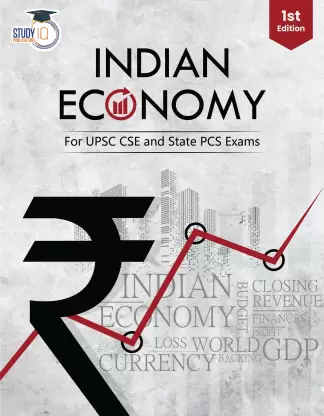 STUDY IQ
1st
Edition
INDIAN
ECONOMY
For UPSC CSE and State PCS Exams
INDIAN
ECONOMY
BUDGET
CLOSING
REVENUE
FINANCES
PROFIT
LOSS WORLD
GDP
CURRENCY
BACKING